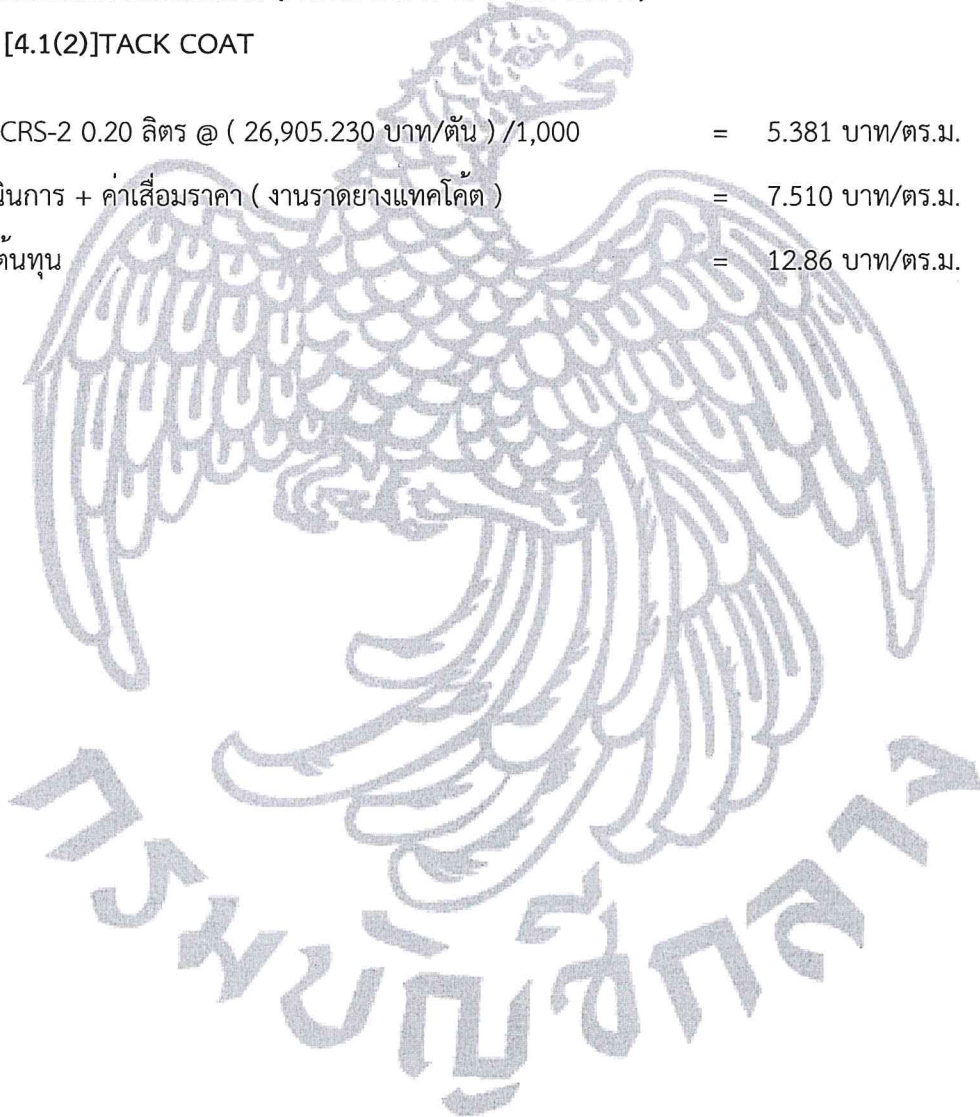 [4.1(2)]TACK COAT
CRS-2 0.20 ลิตร @ ( 26,905.230 บาท/ตัน ) /1,000 = 5.381 บาท/ตร.ม.
นินการ + ค่าเสื่อมราคา ( งานราดยางแทคโค้ต ) = 7.510 บาท/ตร.ม.
ต้นทุน = 12.86 บาท/ตร.ม.
กรมบัญชีกลาง